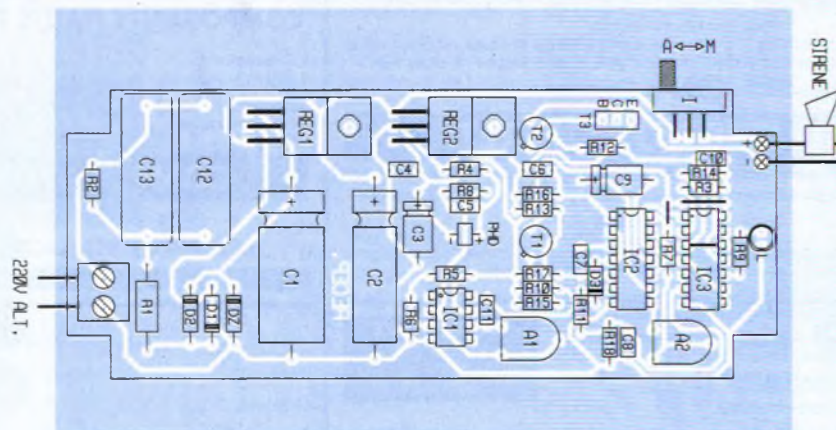 SIRENE
A↔M
I
E
C
B
T3
+
-
REG1
REG2
T2
R12
C10
R14
R3
C13
C12
R2
C4
R4
C6
R8
C5
R16
R13
C9
C3
PHD
T1
IC2
R7
IC3
R9
L
C1
C2
220V ALT.
R1
D2
D1
DZ
R5
R6
IC1
C11
R17
R10
R15
C7
D3
R11
A1
R18
C8
A2